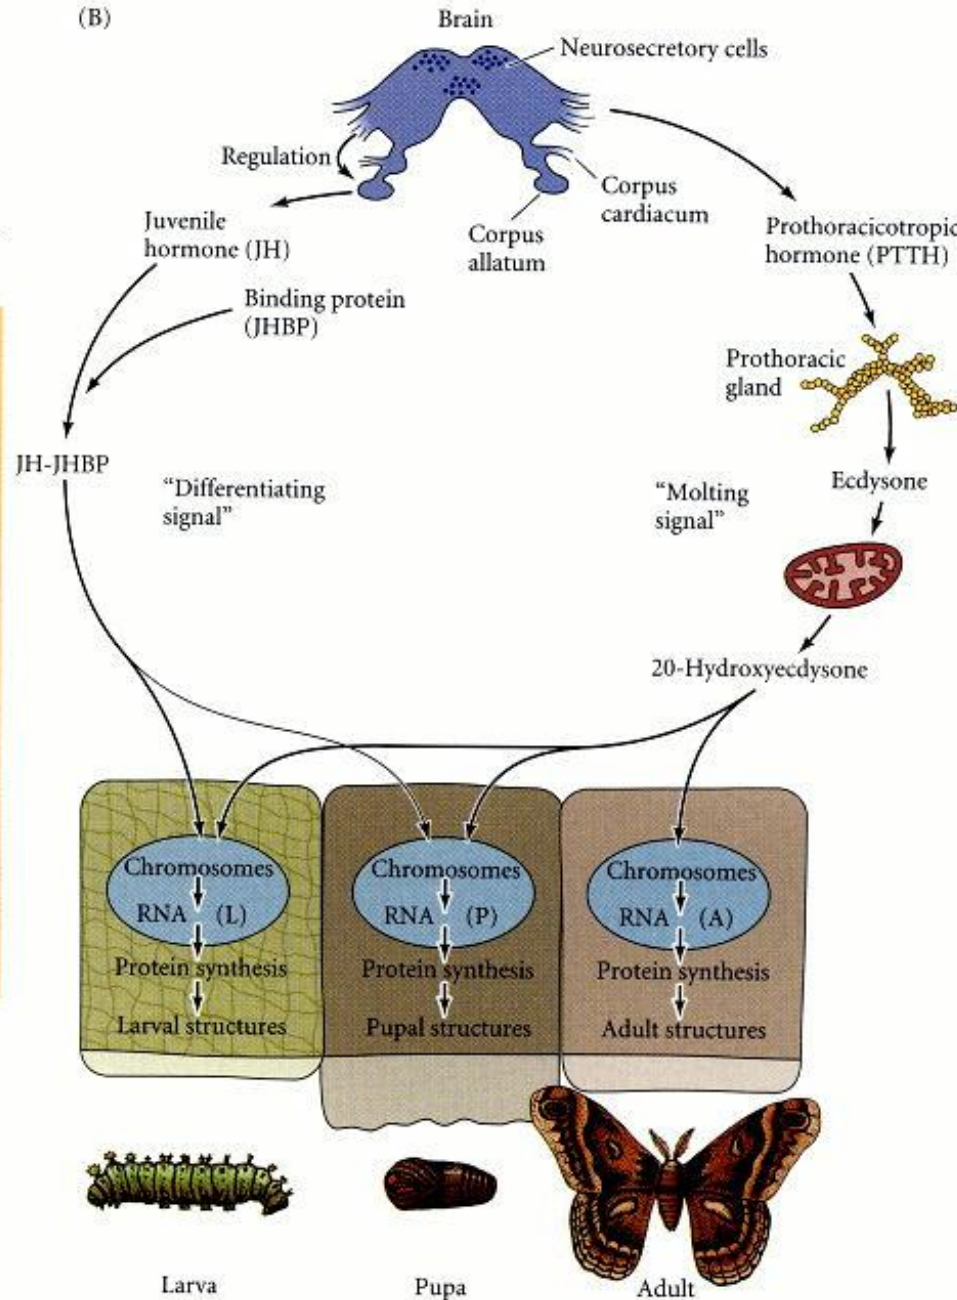 (B)
Brain
Neurosecretory cells
Regulation
Corpus
cardiacum
Corpus
allatum
Juvenile
hormone (JH)
Prothoracicotropic
hormone (PTTH)
Binding protein
(JHBP)
Prothoracic
gland
JH-JHBP
"Differentiating
signal"
"Molting
signal"
Ecdysone
20-Hydroxyecdysone
Chromosomes
RNA (L)
Protein synthesis
Larval structures
Chromosomes
RNA (P)
Protein synthesis
Pupal structures
Chromosomes
RNA (A)
Protein synthesis
Adult structures
Larva
Pupa
Adult